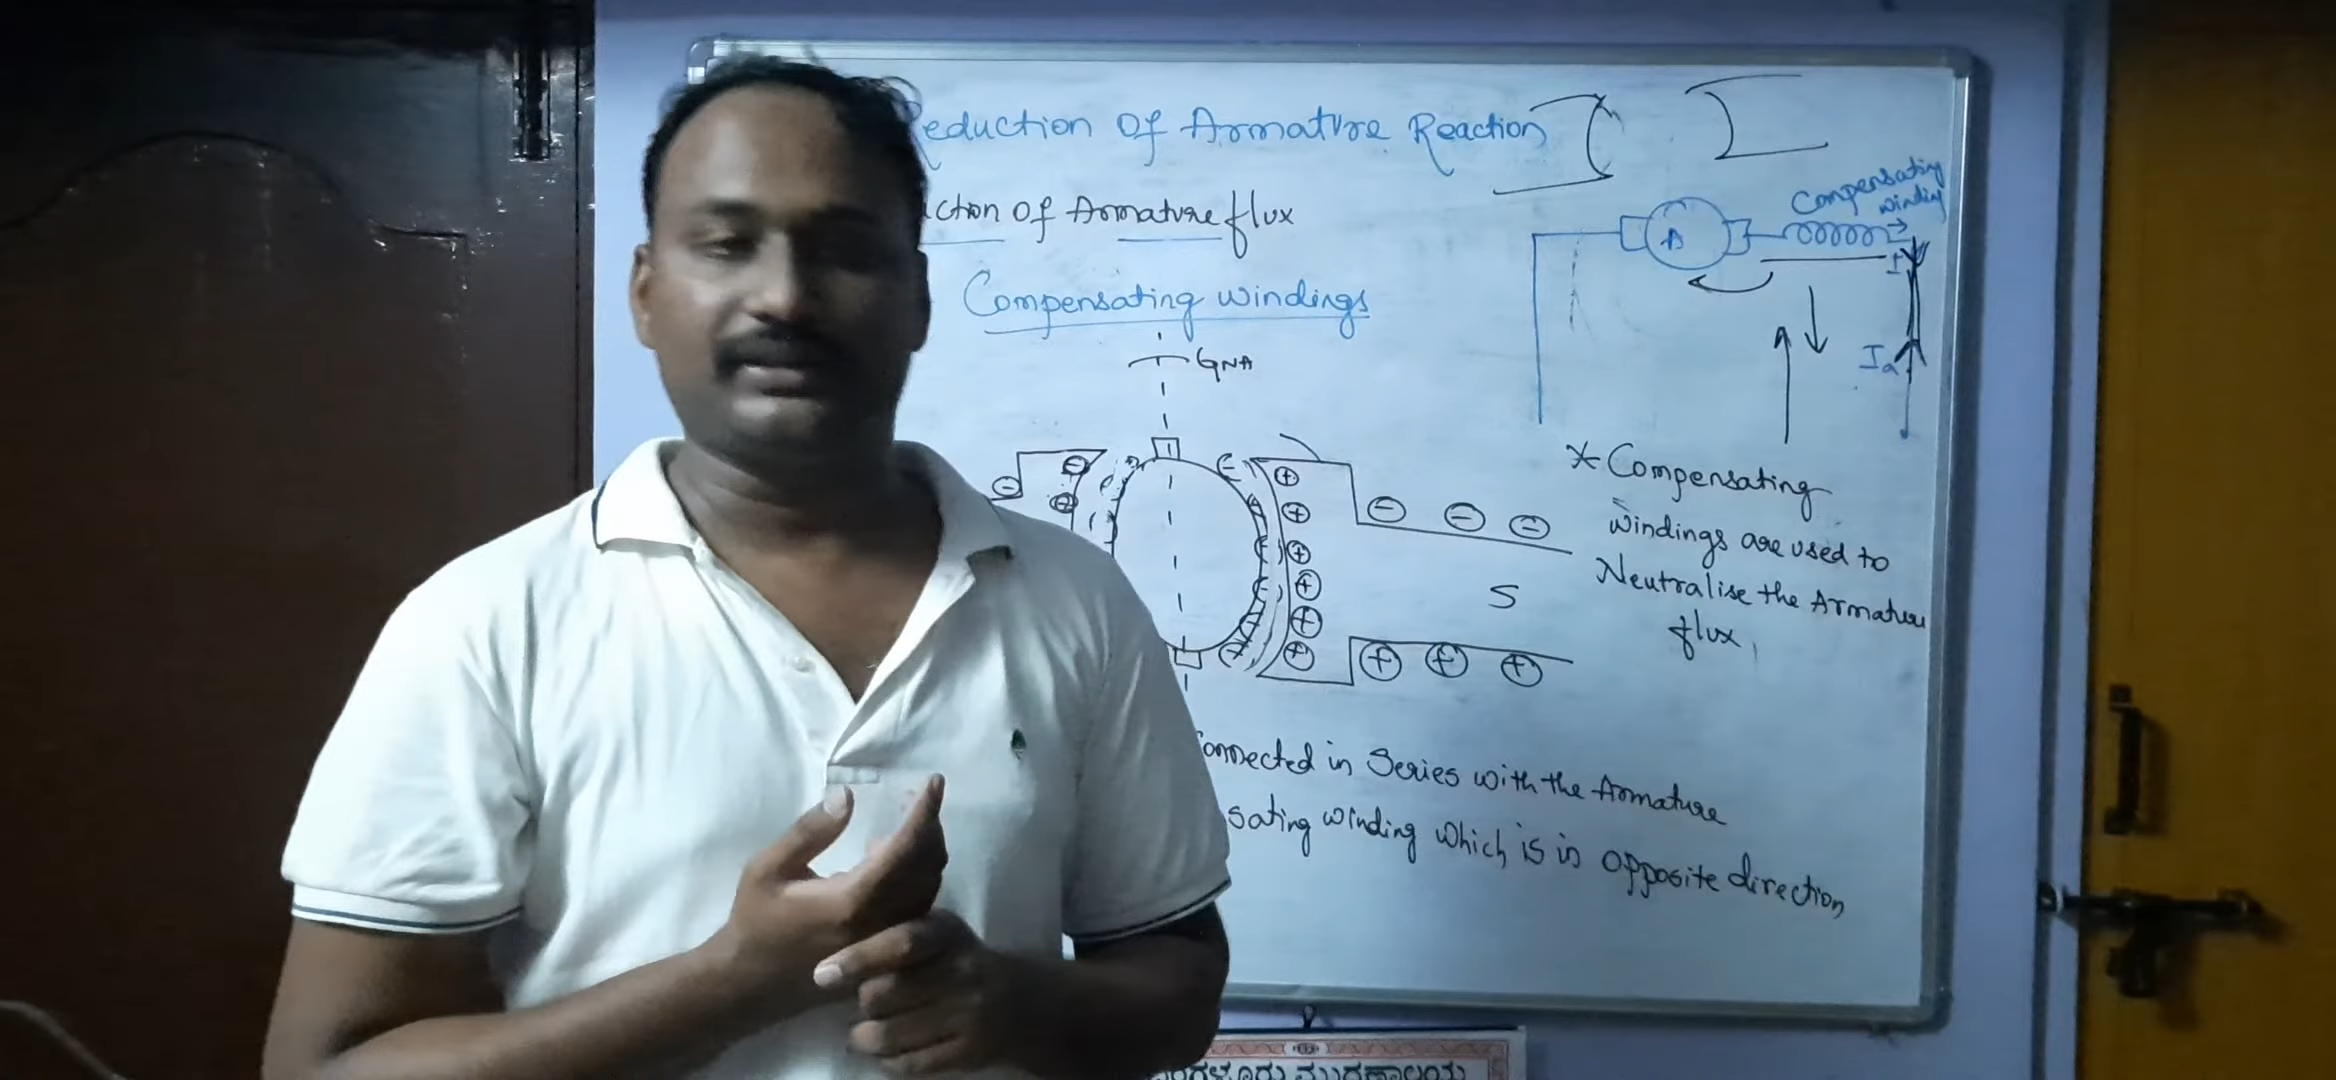 Reduction Of Armature Reaction
ction Of Armature flux
Compensating windings
GNA
Compensating
winding
A
I
Ia
S
* Compensating
windings are used to
Neutralise the Armature
flux
Connected in Series with the Armature
sating winding which is in opposite direction